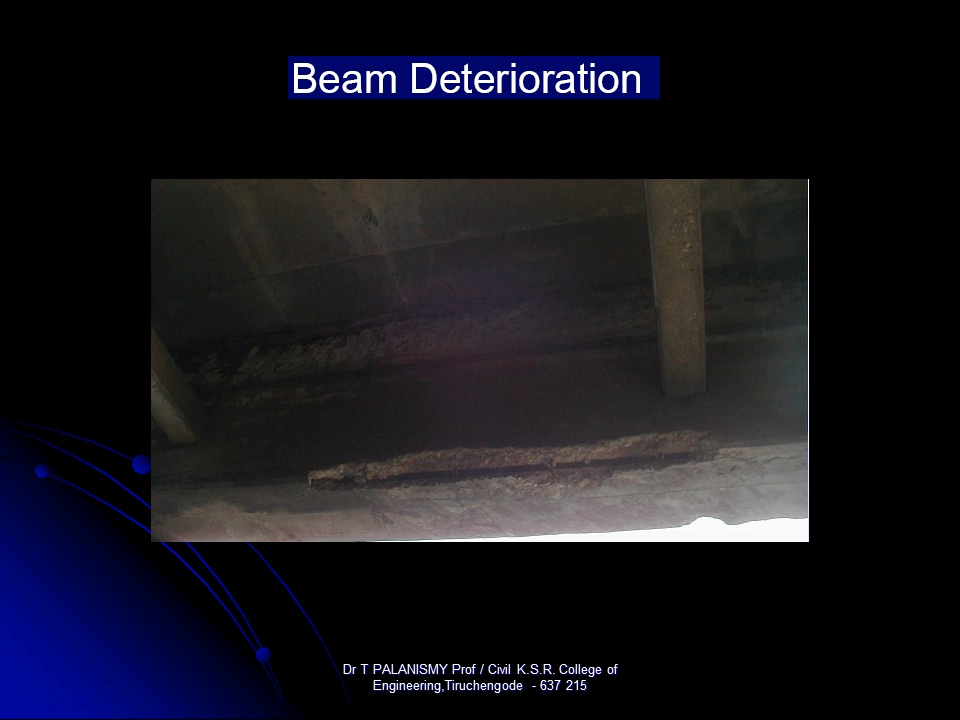 Beam Deterioration
Dr T PALANISMY Prof / Civil K.S.R. College of
Engineering,Tiruchengode - 637 215